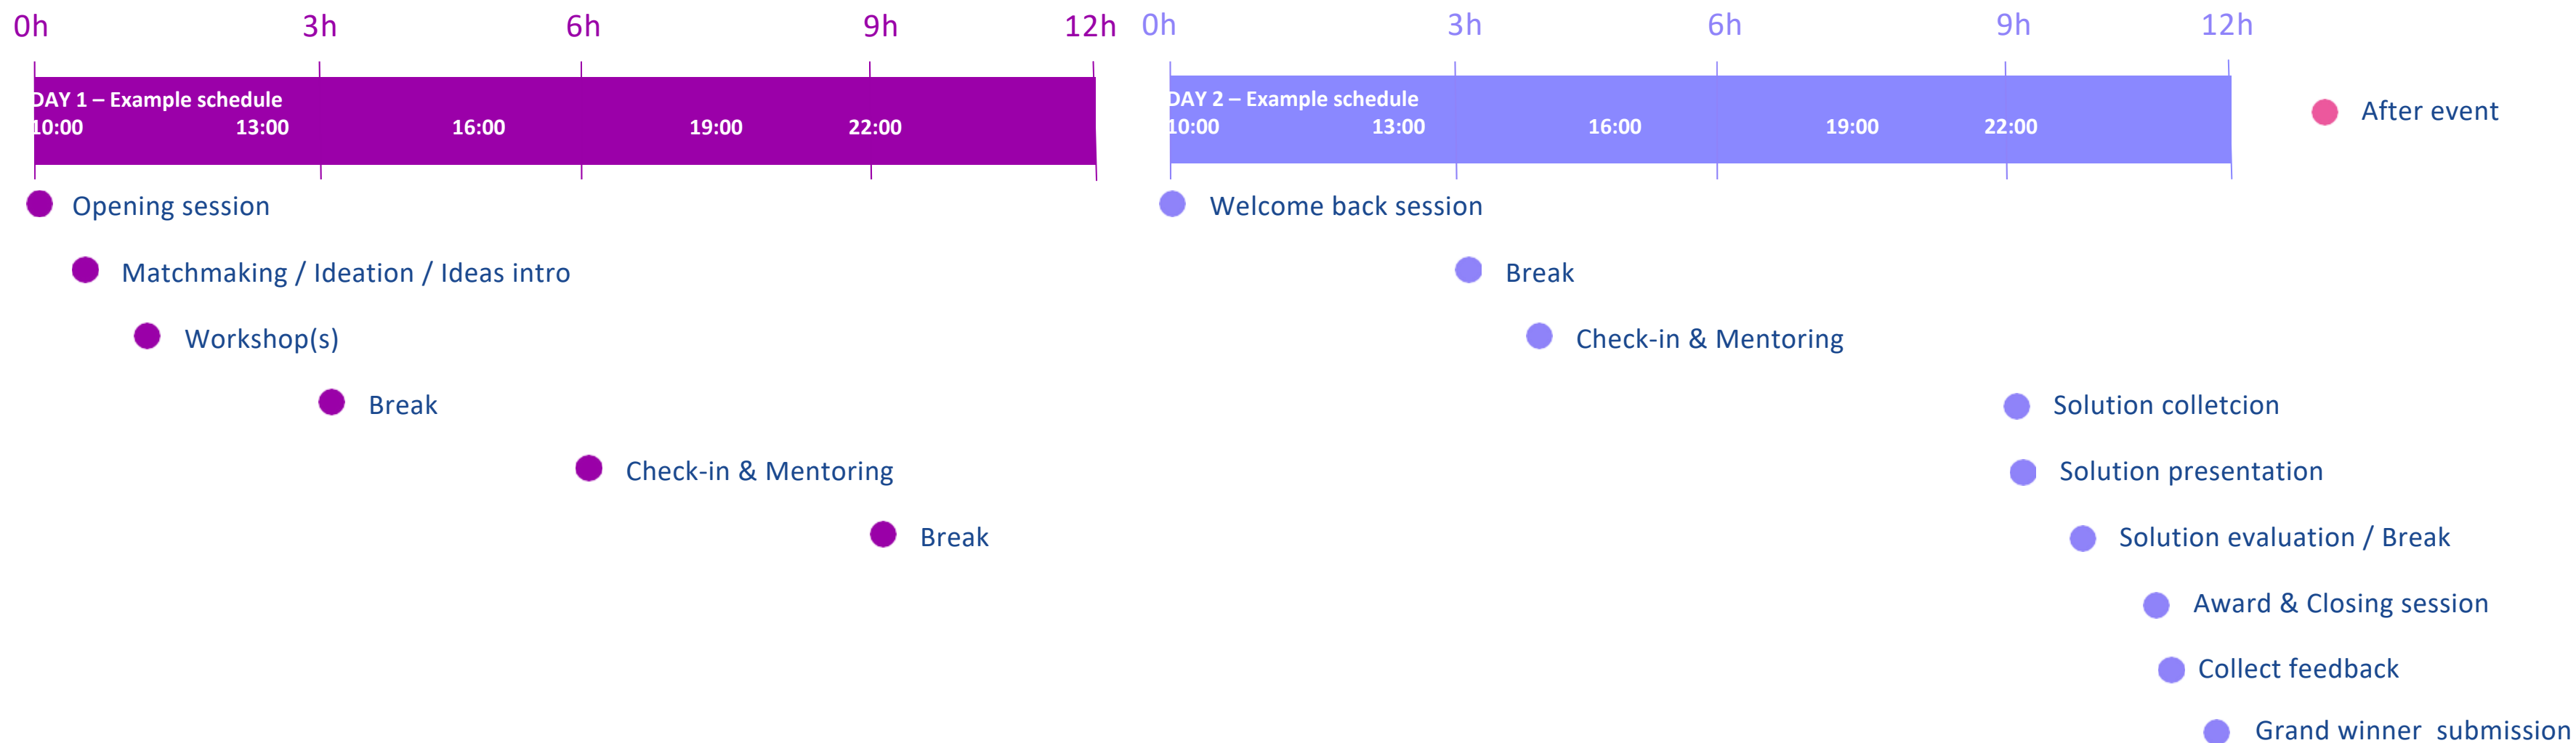 0h 3h 6h 9h 12h
DAY 1 – Example schedule
10:00 13:00 16:00 19:00 22:00
Opening session
Matchmaking / Ideation / Ideas intro
Workshop(s)
Break
Check-in & Mentoring
Break
0h 3h 6h 9h 12h
DAY 2 – Example schedule
10:00 13:00 16:00 19:00 22:00
Welcome back session
Break
Check-in & Mentoring
Solution colletcion
Solution presentation
Solution evaluation / Break
Award & Closing session
Collect feedback
Grand winner submission
After event